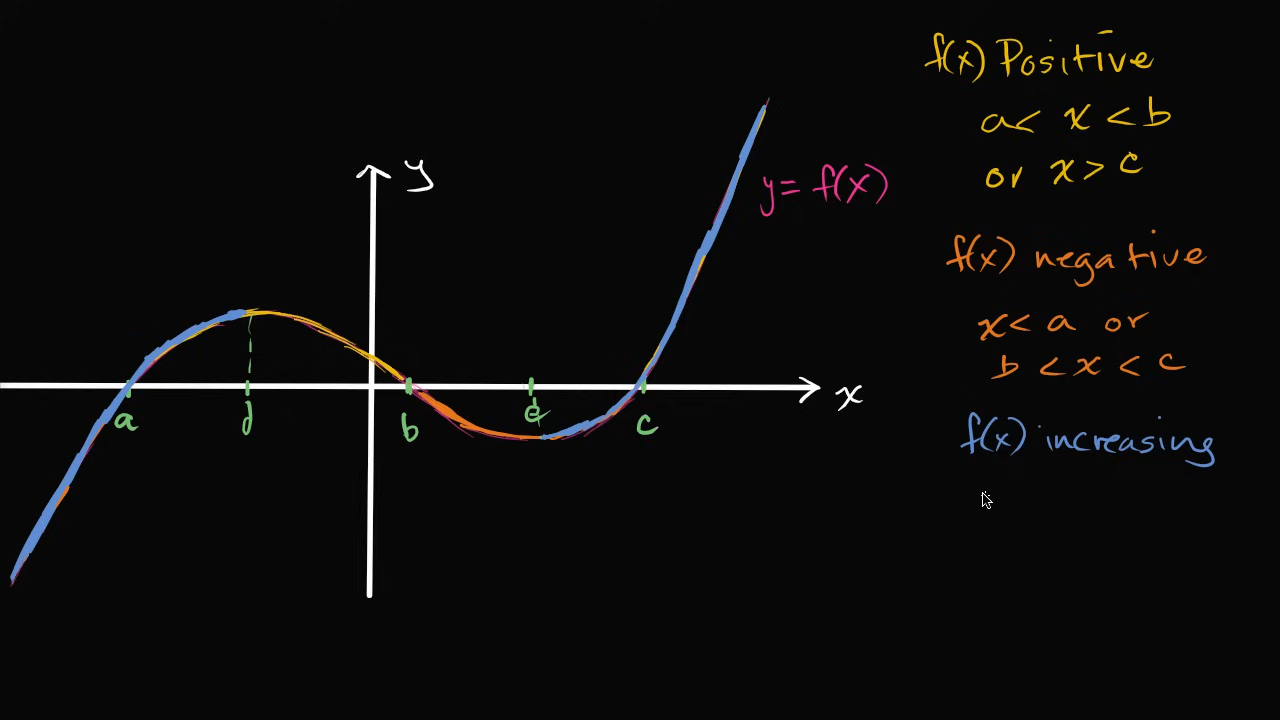 f(x) Positive
a< x < b
or x > c
y
y = f(x)
f(x) negative
x < a or
b < x < c
x
a
d
b
e
c
f(x) increasing